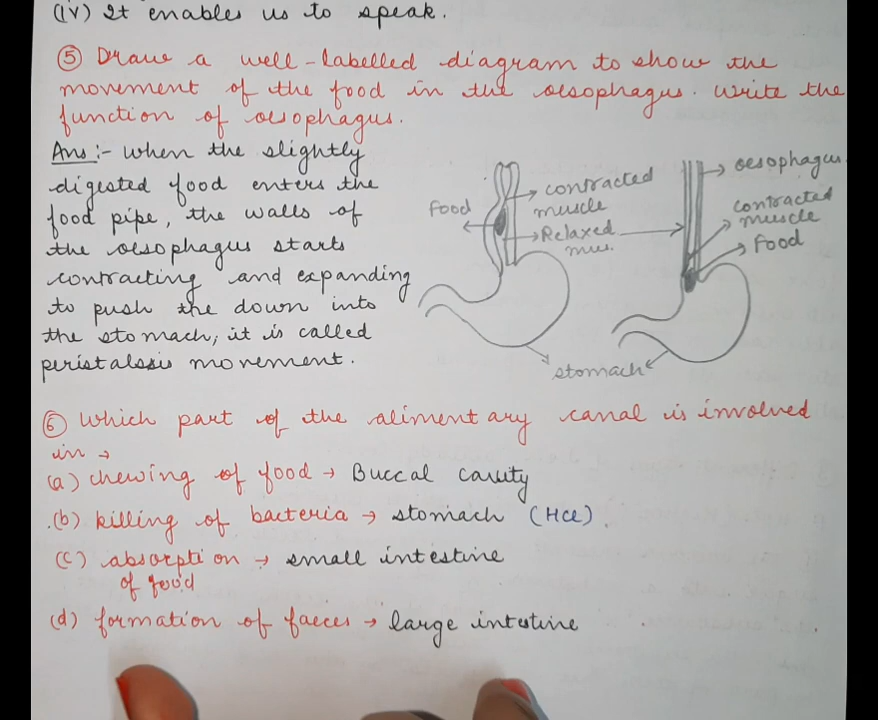 (iv) It enables us to speak.
⑤ Draw a well-labelled diagram to show the
movement of the food in the oesophagus. Write the
function of oesophagus.
Ans:- When the slightly
digested food enters the
food pipe, the walls of
the oesophagus starts
contracting and expanding
to push the down into
the stomach, it is called
peristalsis movement.
Food
contracted
muscle
Relaxed
mus.
oesophagus
contracted
muscle
Food
stomach
⑥ Which part of the alimentary canal is involved
in →
(a) chewing of food → Buccal cavity
(b) killing of bacteria → stomach (HCl).
(c) absorption → small intestine
of food
(d) formation of faeces → large intestine